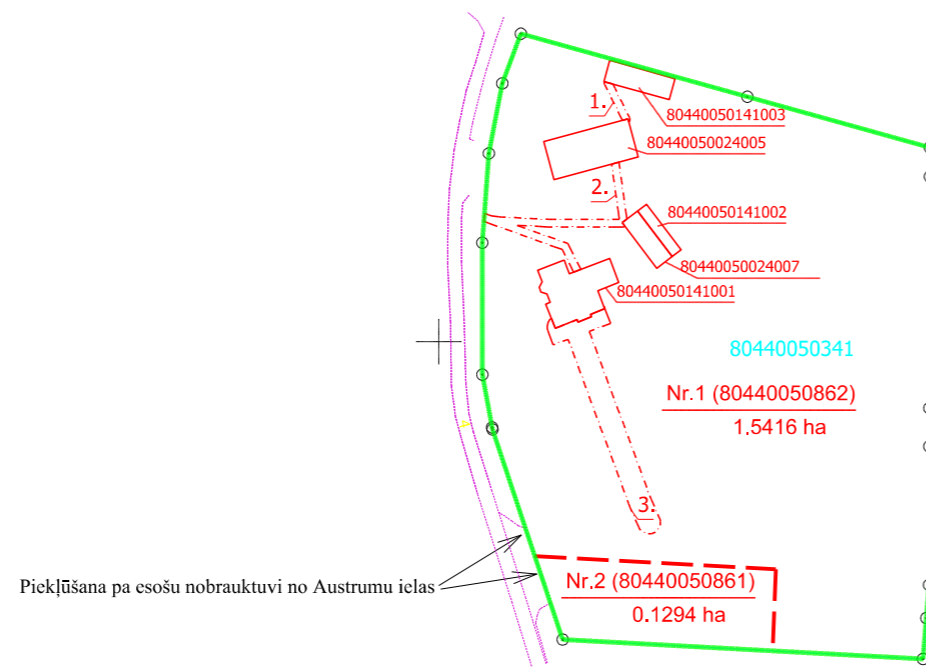 1.
80440050141003
80440050024005
2.
80440050141002
80440050024007
80440050141001
80440050341
Nr.1 (80440050862)
1,5416 ha
3.
Piekļūšana pa esošu nobrauktuvi no Austrumu ielas
Nr.2 (80440050861)
0.1294 ha